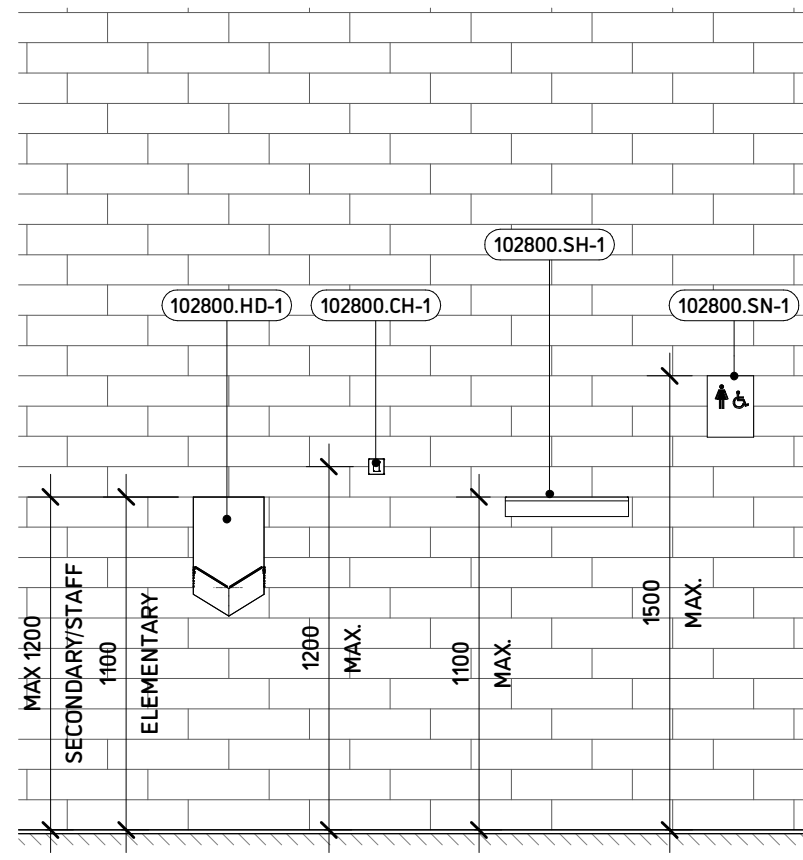 102800.SH-1
102800.HD-1
102800.CH-1
102800.SN-1
MAX 1200
SECONDARY/STAFF
1100
ELEMENTARY
1200
MAX.
1100
MAX.
1500
MAX.